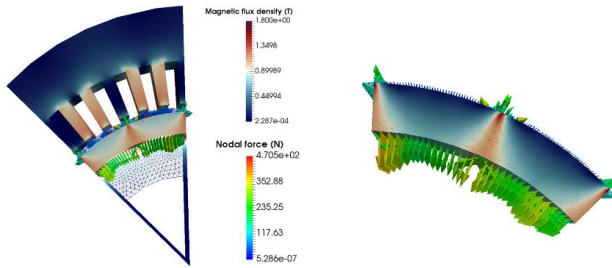 Magnetic flux density (T)
1.800e+00
1.3498
0.89989
0.44994
2.287e-04
Nodal force (N)
4.705e+02
352.88
235.25
117.63
5.286e-07